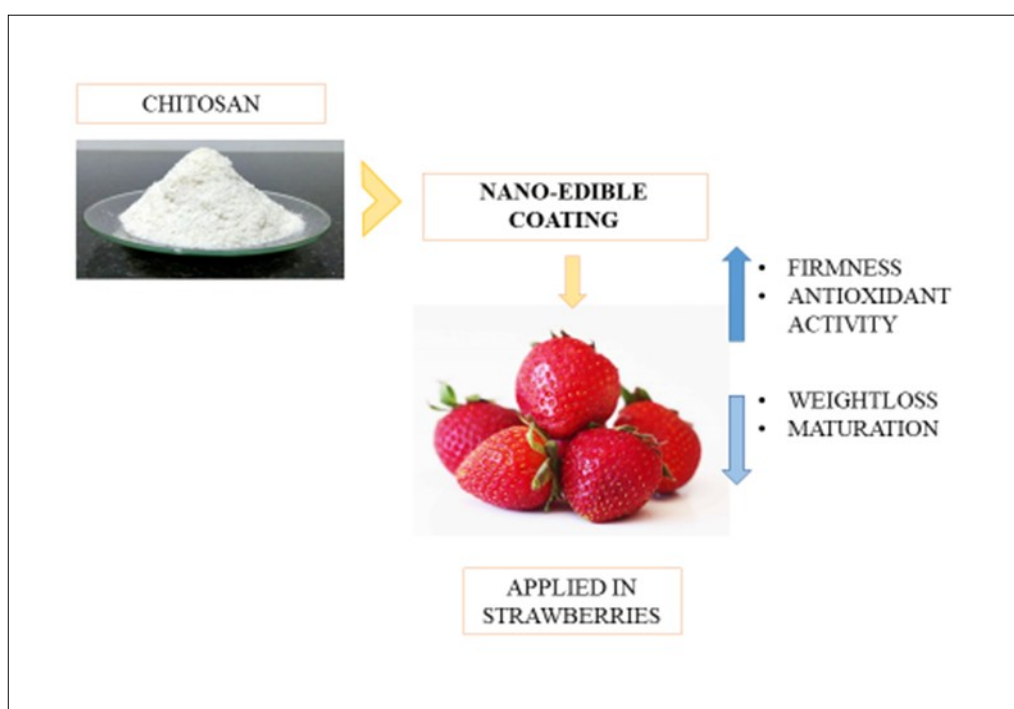 CHITOSAN
NANO-EDIBLE
COATING
• FIRMNESS
• ANTIOXIDANT
ACTIVITY
• WEIGHTLOSS
• MATURATION
APPLIED IN
STRAWBERRIES